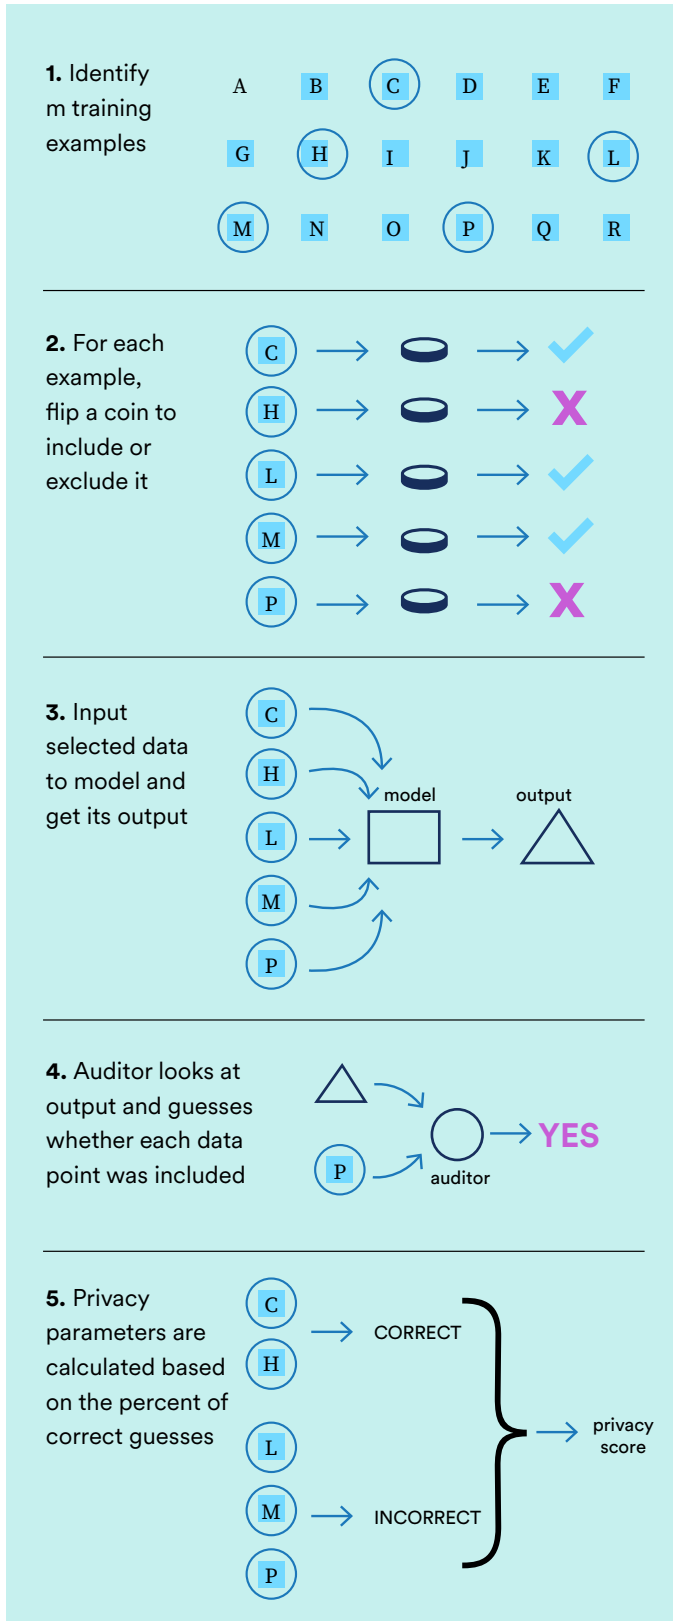 1. Identify
m training
examples
A B C D E F
G H I J K L
M N O P Q R
2. For each
example,
flip a coin to
include or
exclude it
C
H
X
L
M
P
X
3. Input
selected data
to model and
get its output
C
H
L
M
P
model
output
4. Auditor looks at
output and guesses
whether each data
point was included
P
auditor
YES
5. Privacy
parameters are
calculated based
on the percent of
correct guesses
C
H
CORRECT
L
M
P
INCORRECT
privacy
score